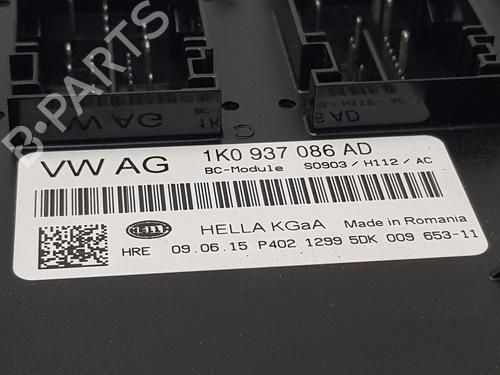 B-PARTS
VW AG 1K0 937 086 AD
BC-Module S0903 / H112 / AC
HELLA KGaA Made in Romania
HRE 09.06.15 P402 1299 5DK 009 653-11